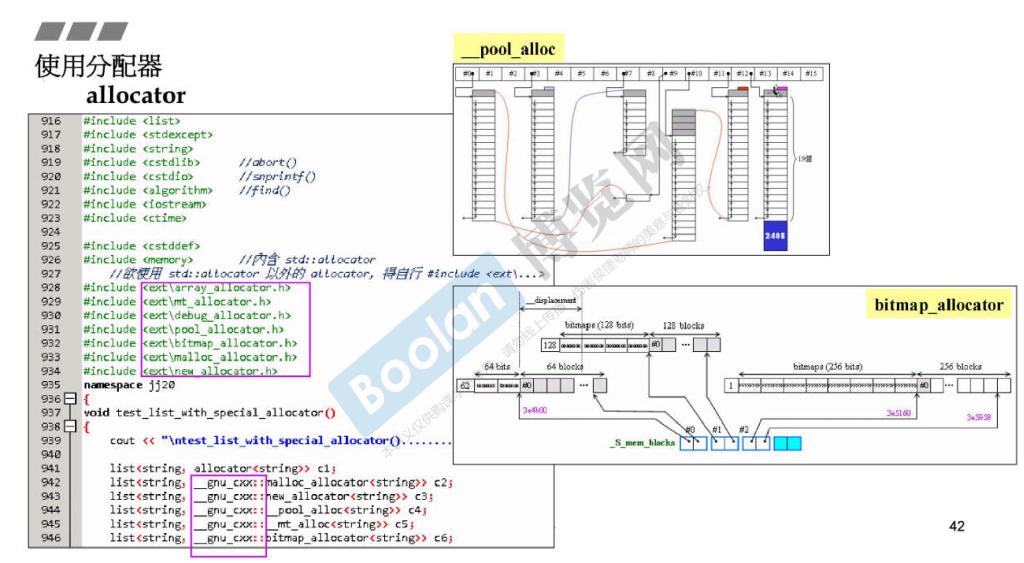 使用分配器
allocator
916 #include <list>
917 #include <stdexcept>
918 #include <string>
919 #include <cstdlib> //abort()
920 #include <cstdio> //snprintf()
921 #include <algorithm> //find()
922 #include <iostream>
923 #include <ctime>
924
925 #include <cstddef>
926 #include <memory> //內含 std::allocator
927 //欲使用 std::allocator 以外的 allocator, 得自行 #include <ext\...>
928 #include <ext\array_allocator.h>
929 #include <ext\mt_allocator.h>
930 #include <ext\debug_allocator.h>
931 #include <ext\pool_allocator.h>
932 #include <ext\bitmap_allocator.h>
933 #include <ext\malloc_allocator.h>
934 #include <ext\new_allocator.h>
935 namespace jj20
936 {
937 void test_list_with_special_allocator()
938 {
939 cout << "\ntest_list_with_special_allocator()........
940
941 list<string, allocator<string>> c1;
942 list<string, __gnu_cxx::malloc_allocator<string>> c2;
943 list<string, __gnu_cxx::new_allocator<string>> c3;
944 list<string, __gnu_cxx::__pool_alloc<string>> c4;
945 list<string, __gnu_cxx::__mt_alloc<string>> c5;
946 list<string, __gnu_cxx::bitmap_allocator<string>> c6;
__pool_alloc
#0 #1 #2 #3 #4 #5 #6 #7 #8 #9 #10 #11 #12 #13 #14 #15
19個
2408
bitmap_allocator
__displacement
bitmaps (128 bits) 128 blocks
128 #0 ...
64 bits 64 blocks
62 #0 ...
bitmaps (256 bits) 256 blocks
1 #0 ...
3e4b00
3e5160
3e5958
#0 #1 #2
_S_mem_blocks
Boolan 博览网
42